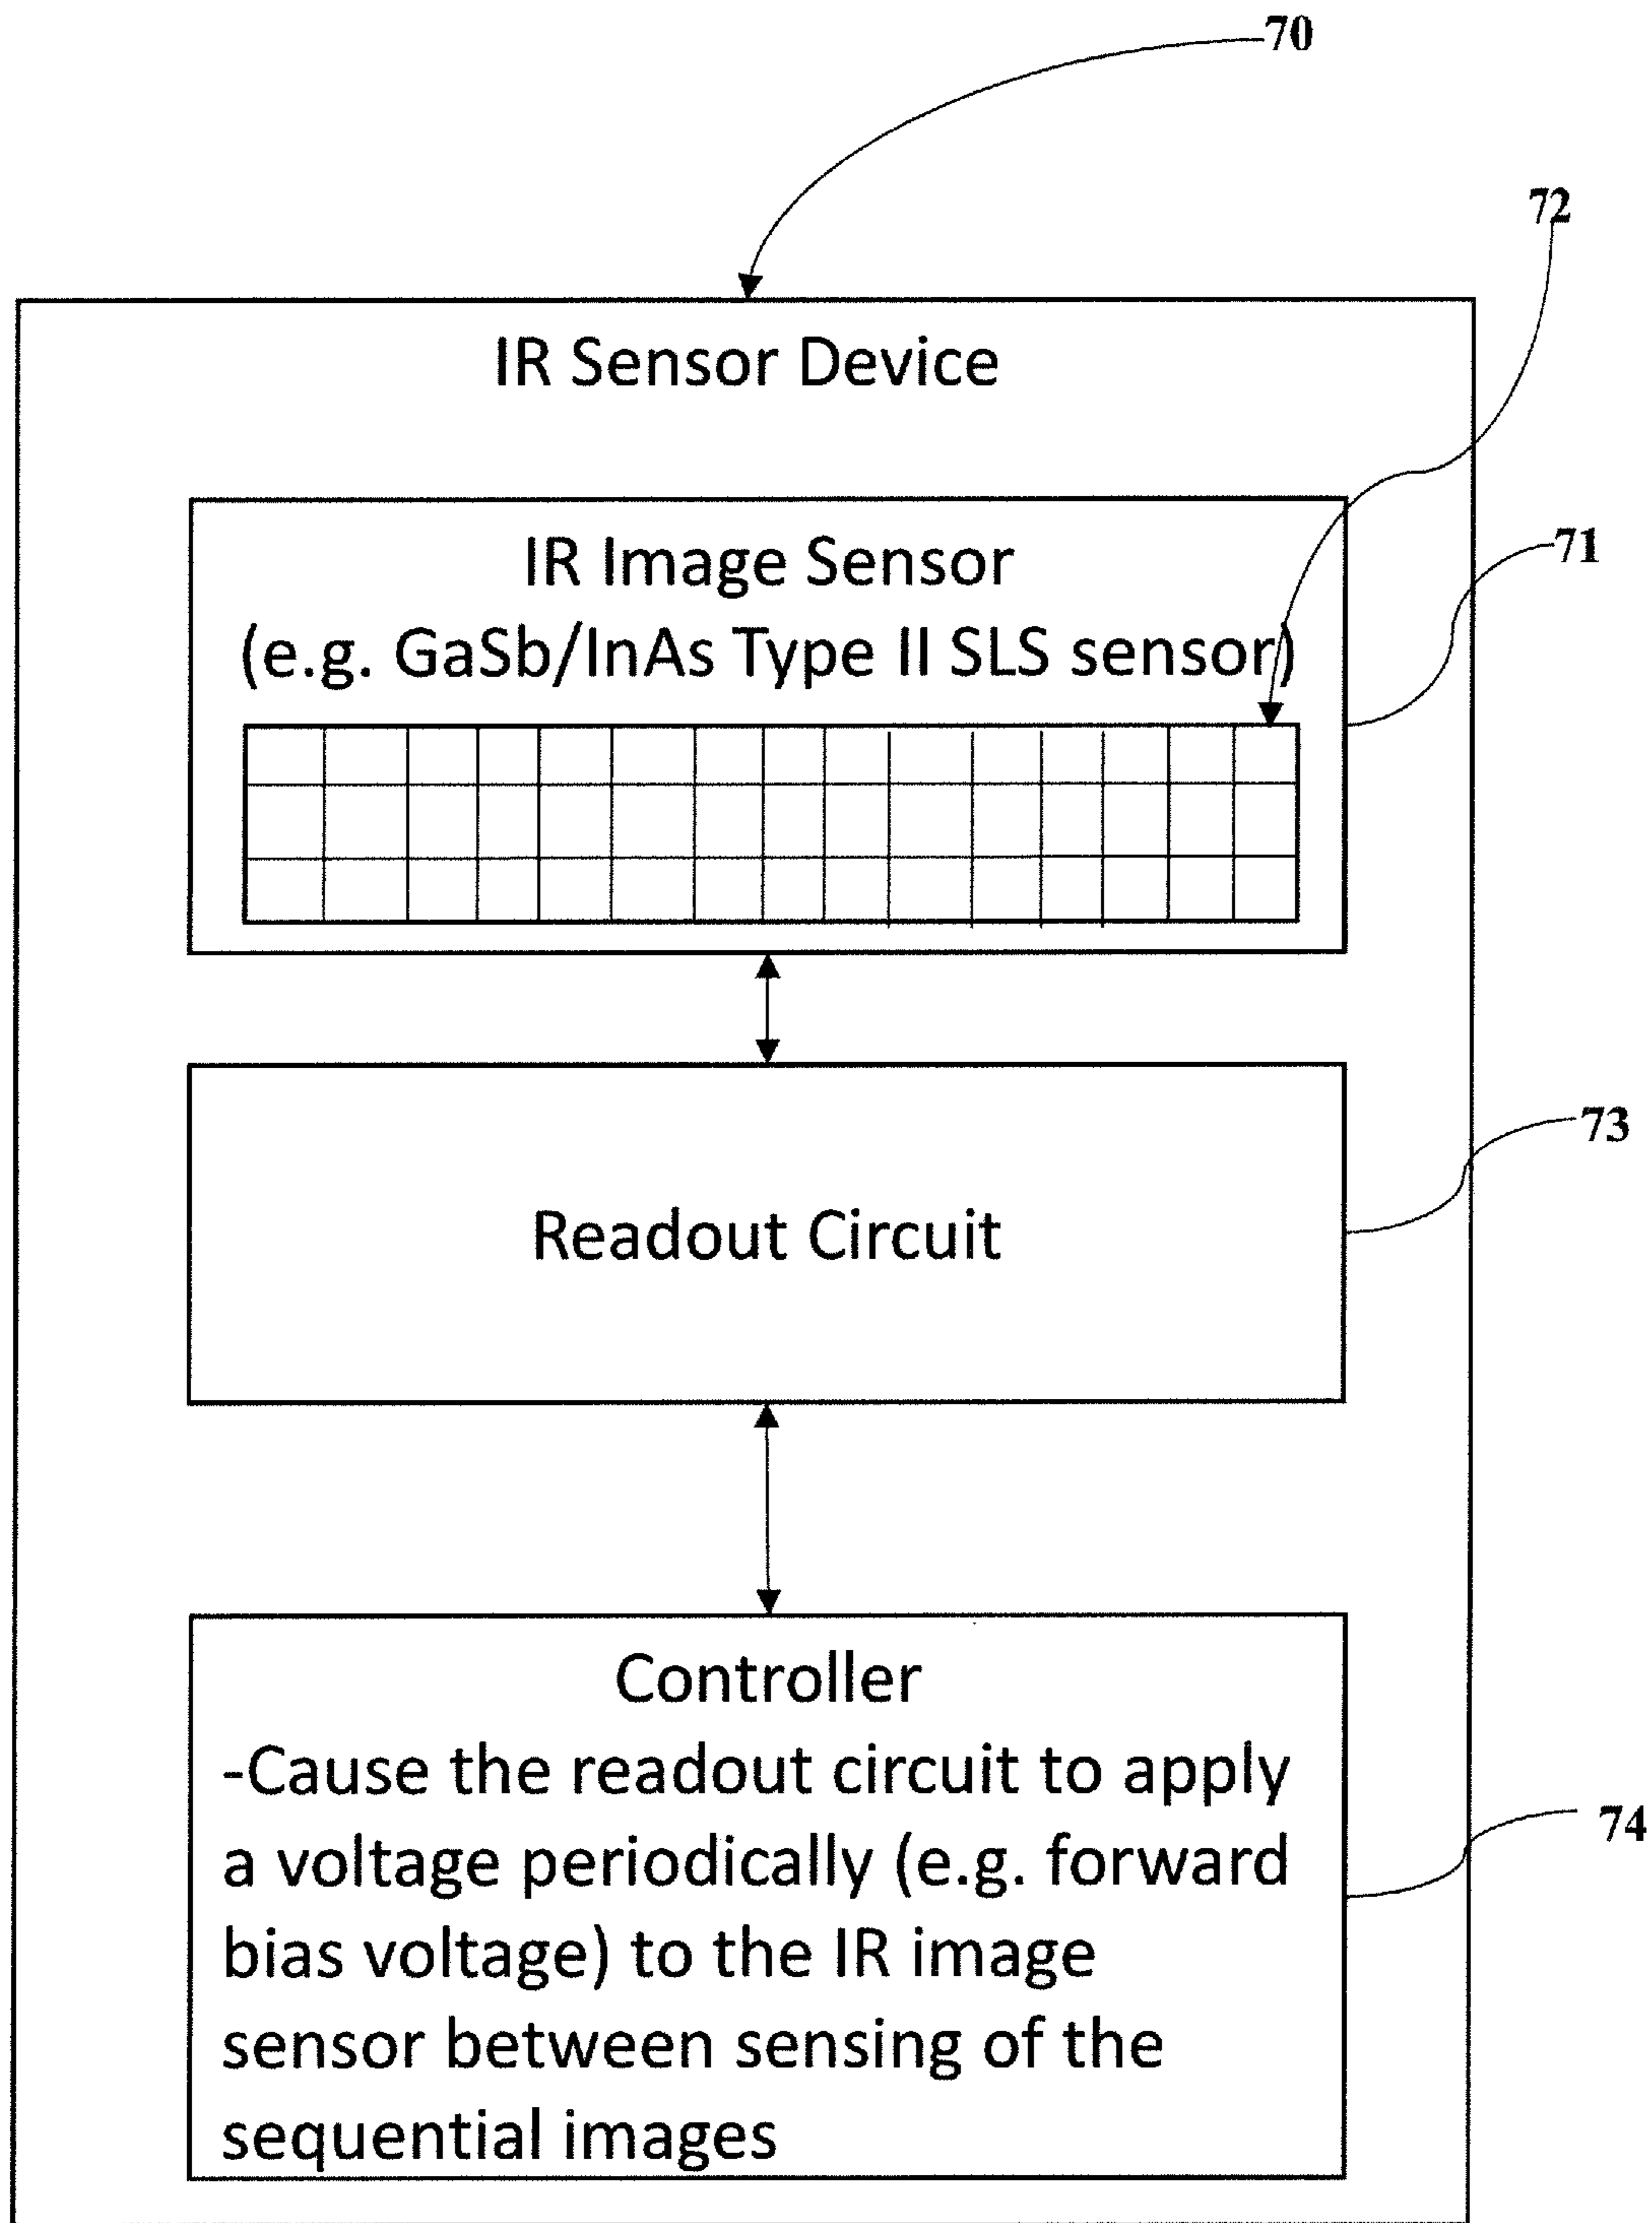 70
72
IR Sensor Device
IR Image Sensor
71
(e.g. GaSb/InAs Type II SLS sensor)
73
Readout Circuit
Controller
-Cause the readout circuit to apply
a voltage periodically (e.g. forward
74
bias voltage) to the IR image
sensor between sensing of the
sequential images